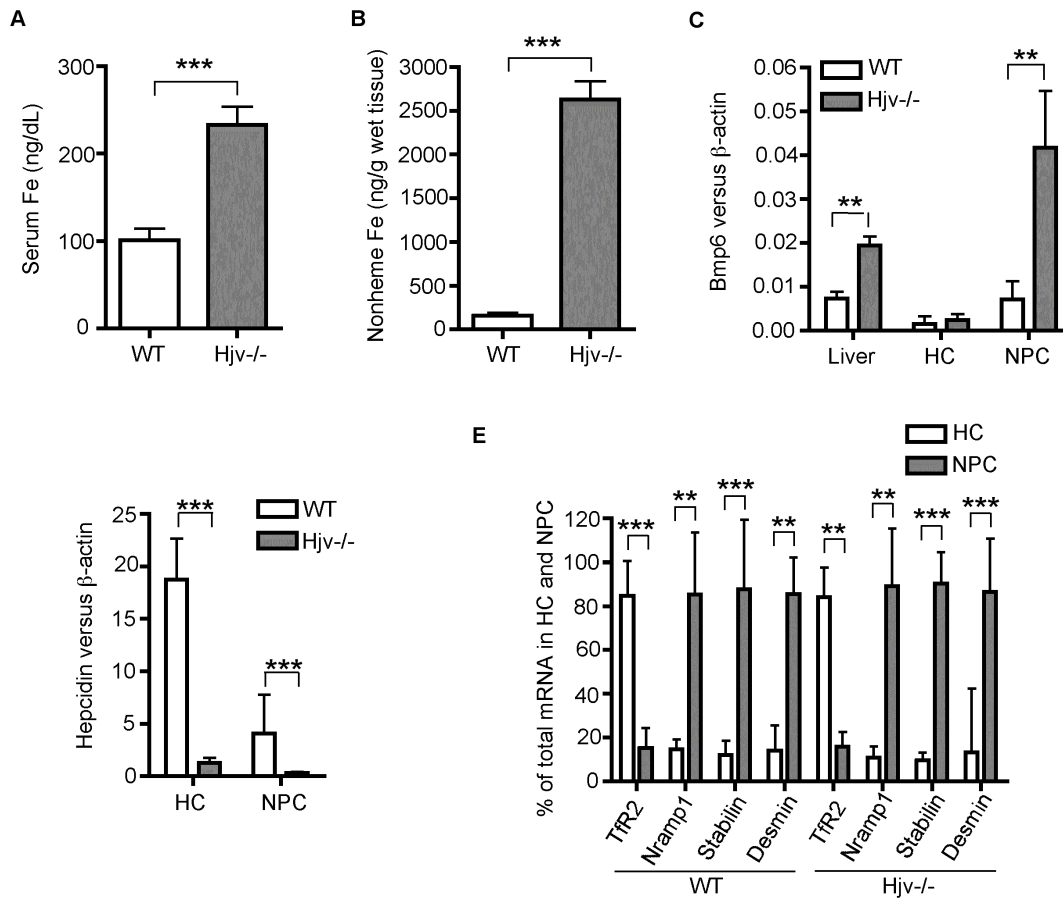 A
***
Serum Fe (ng/dL)
300
200
100
0
WT
Hjv-/-
B
***
Nonheme Fe (ng/g wet tissue)
3000
2500
2000
1500
1000
500
0
WT
Hjv-/-
C
WT
Hjv-/-
**
**
Bmp6 versus β-actin
0.06
0.05
0.04
0.03
0.02
0.01
0.00
Liver
HC
NPC
WT
Hjv-/-
***
***
Hepcidin versus β-actin
25
20
15
10
5
0
HC
NPC
E
HC
NPC
*** ** *** ** ** ** *** ***
% of total mRNA in HC and NPC
120
100
80
60
40
20
0
TfR2
Nramp1
Stabilin
Desmin
TfR2
Nramp1
Stabilin
Desmin
WT
Hjv-/-